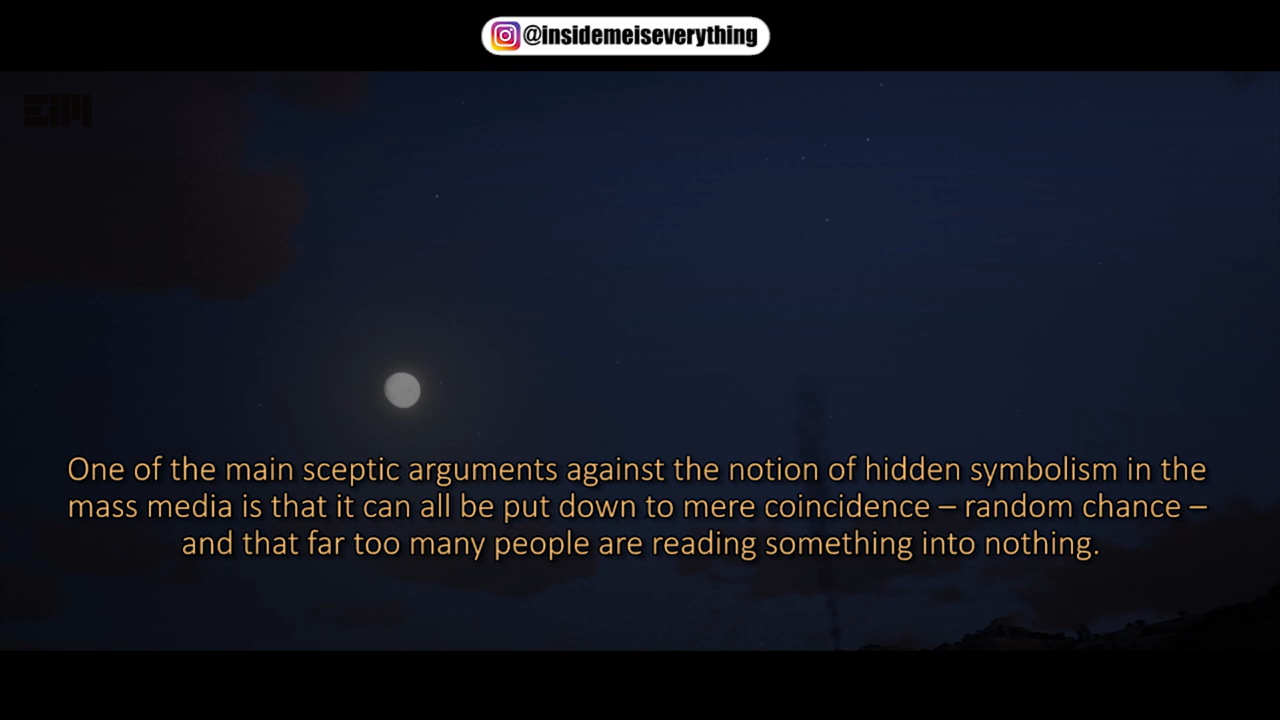 @insidemeiseverything
EIM
One of the main sceptic arguments against the notion of hidden symbolism in the
mass media is that it can all be put down to mere coincidence – random chance –
and that far too many people are reading something into nothing.